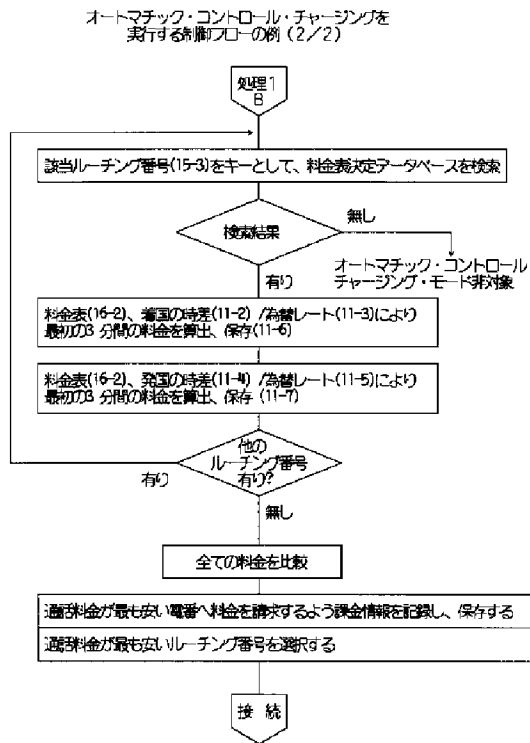 オートマチック・コントロール・チャージングを
実行する制御フローの例(2/2)
処理1
B
該当ルーチング番号(15-3)をキーとして、料金表決定データベースを検索
検索結果
無し
オートマチック・コントロール
チャージング・モード非対象
有り
料金表(16-2)、着国の時差(11-2)/為替レート(11-3)により
最初の3分間の料金を算出、保存(11-6)
料金表(16-2)、発国の時差(11-4)/為替レート(11-5)により
最初の3分間の料金を算出、保存(11-7)
他の
ルーチング番号
有り?
有り
無し
全ての料金を比較
通話料金が最も安い電番へ料金を請求するよう課金情報を記録し、保存する
通話料金が最も安いルーチング番号を選択する
接続